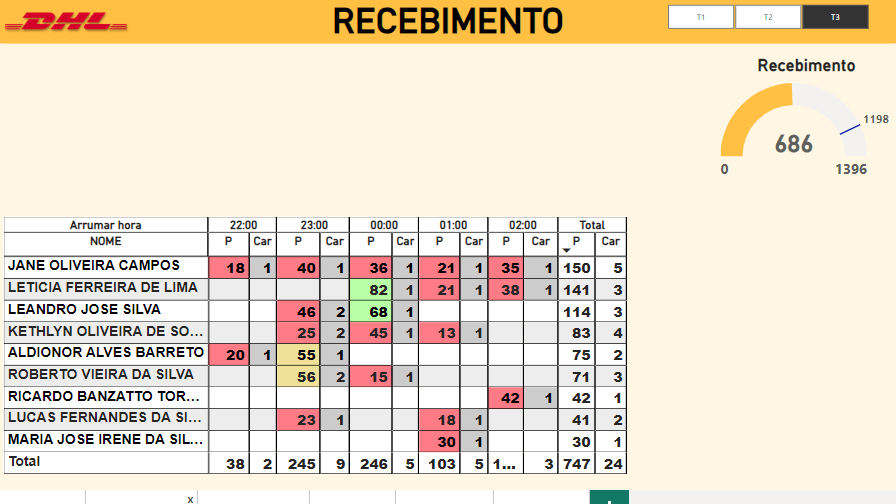 DHL RECEBIMENTO T1 T2 T3
Recebimento
1198
686
0 1396
Arrumar hora 22:00 23:00 00:00 01:00 02:00 Total
NOME P Car P Car P Car P Car P Car P Car
JANE OLIVEIRA CAMPOS 18 1 40 1 36 1 21 1 35 1 150 5
LETICIA FERREIRA DE LIMA 82 1 21 1 38 1 141 3
LEANDRO JOSE SILVA 46 2 68 1 114 3
KETHLYN OLIVEIRA DE SO... 25 2 45 1 13 1 83 4
ALDIONOR ALVES BARRETO 20 1 55 1 75 2
ROBERTO VIEIRA DA SILVA 56 2 15 1 71 3
RICARDO BANZATTO TOR... 42 1 42 1
LUCAS FERNANDES DA SI... 23 1 18 1 41 2
MARIA JOSE IRENE DA SIL... 30 1 30 1
Total 38 2 245 9 246 5 103 5 1... 3 747 24
x